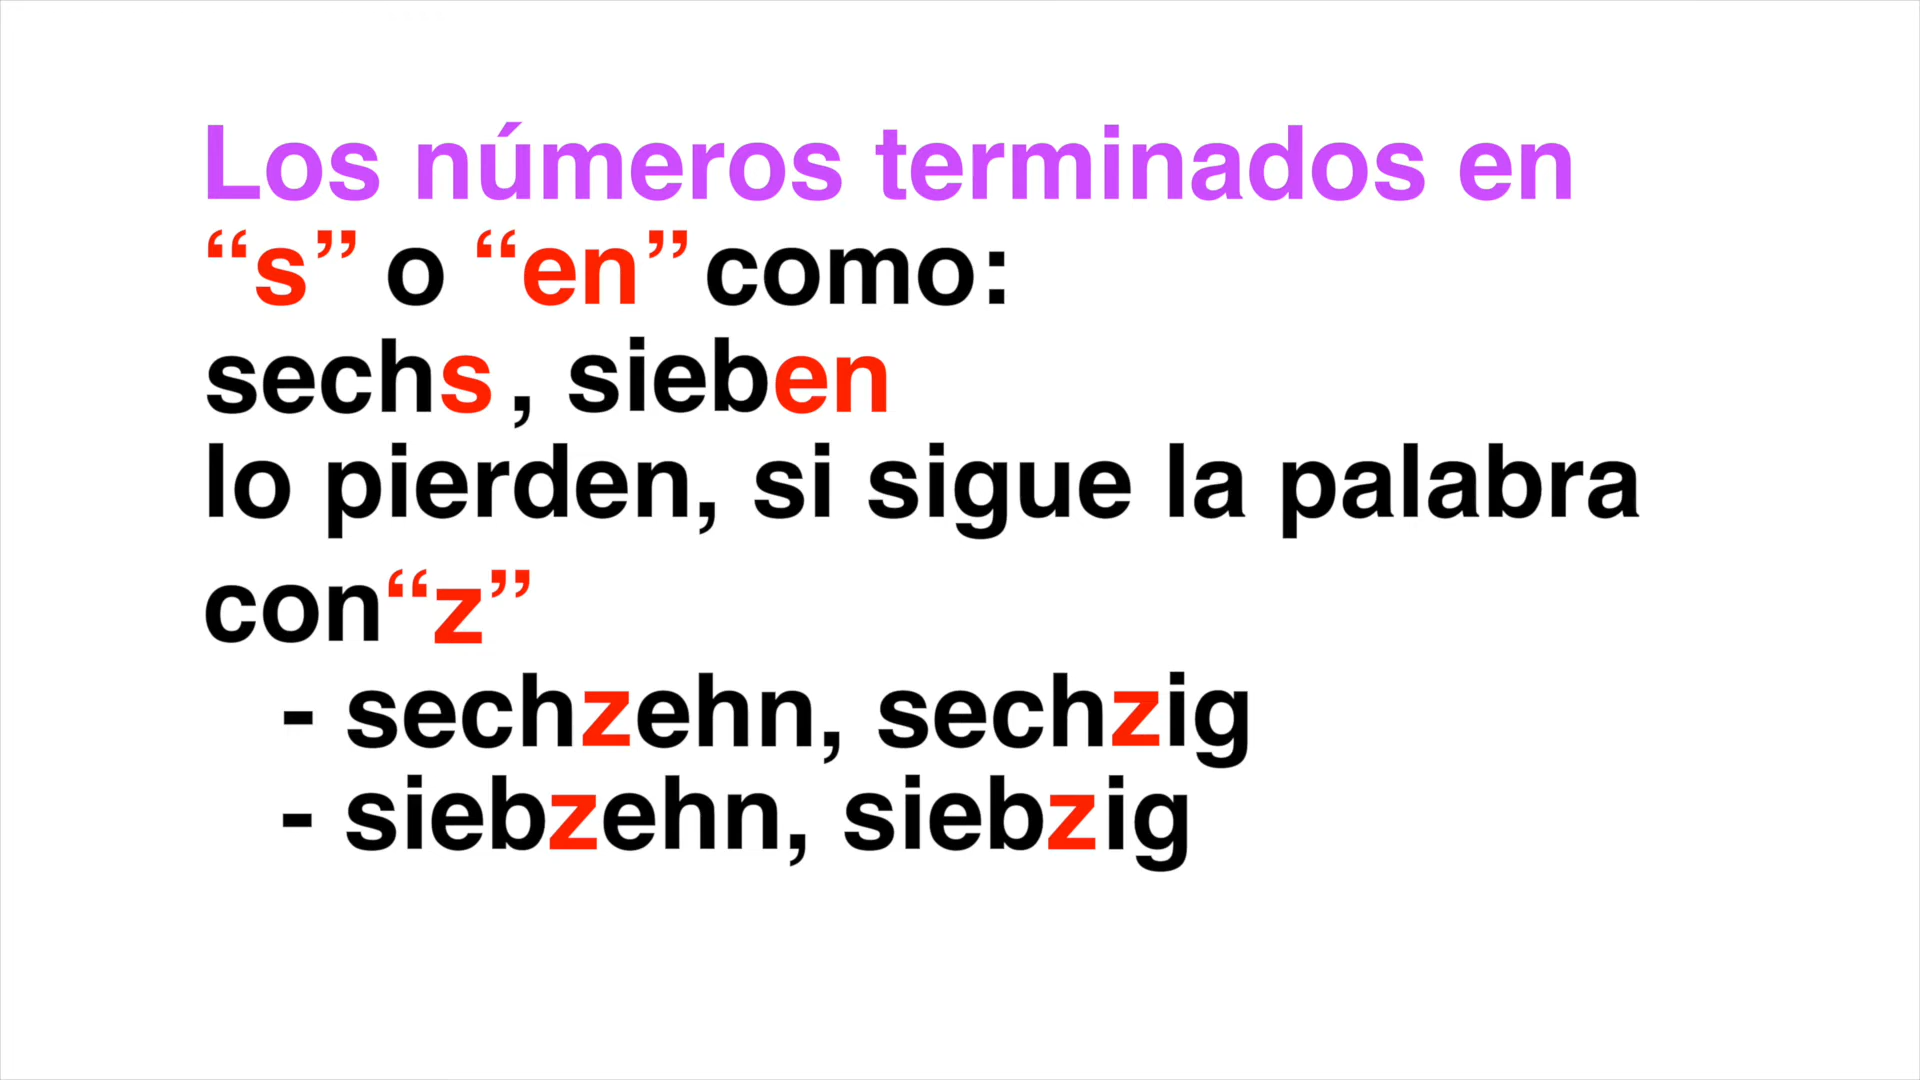 Los números terminados en
“s” o “en” como:
sechs, sieben
lo pierden, si sigue la palabra
con “z”
- sechzehn, sechzig
- siebzehn, siebzig